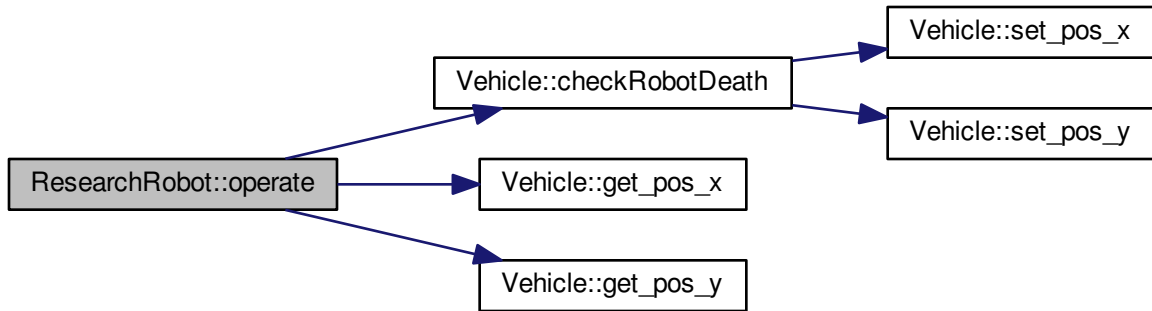 Vehicle::set_pos_x
Vehicle::checkRobotDeath
Vehicle::set_pos_y
ResearchRobot::operate
Vehicle::get_pos_x
Vehicle::get_pos_y